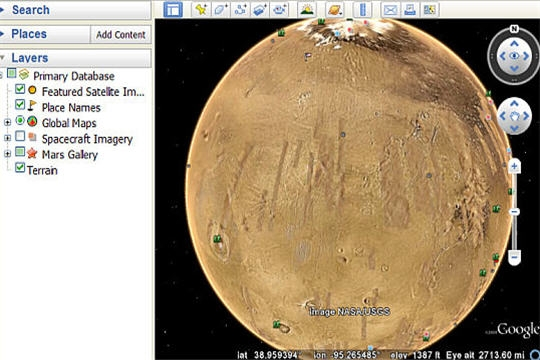 Search
Places
Add Content
Layers
Primary Database
Featured Satellite Im...
Place Names
Global Maps
Spacecraft Imagery
Mars Gallery
Terrain
N
Image NASA/USGS
Google
lat 38.959394° lon -95.265485° elev 1387 ft Eye alt 2713.60 mi